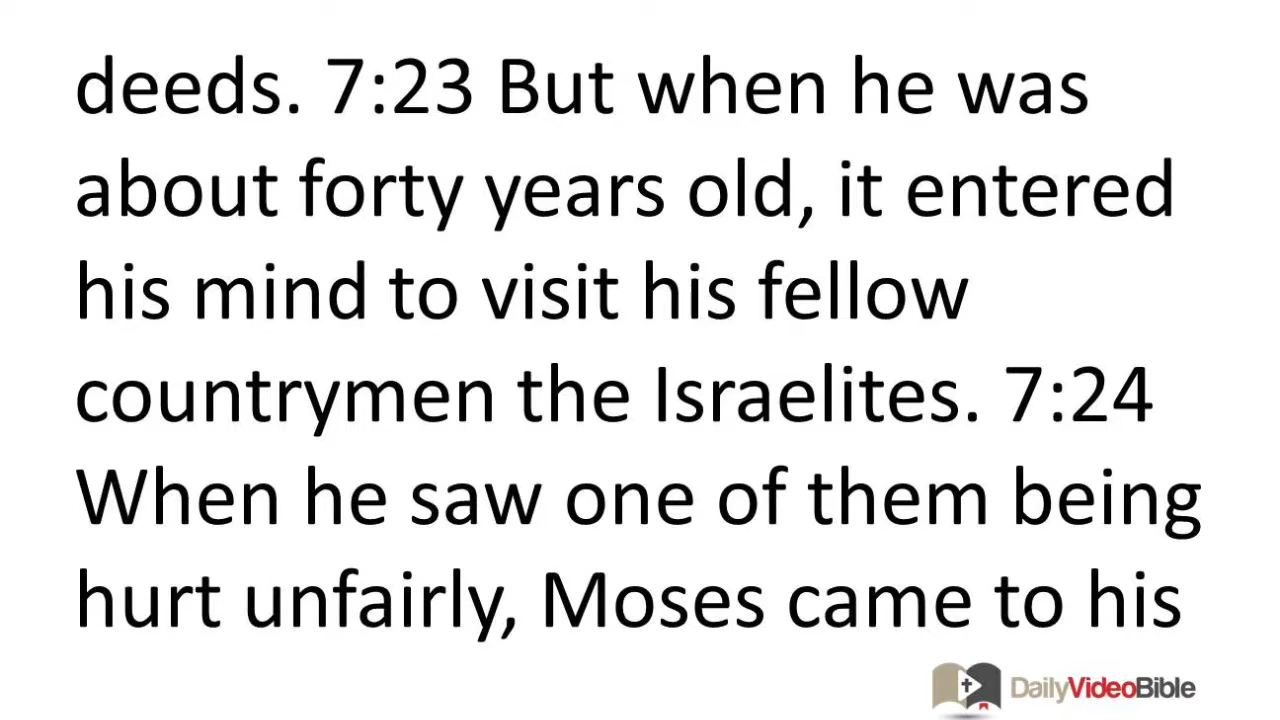 deeds. 7:23 But when he was
about forty years old, it entered
his mind to visit his fellow
countrymen the Israelites. 7:24
When he saw one of them being
hurt unfairly, Moses came to his
DailyVideoBible